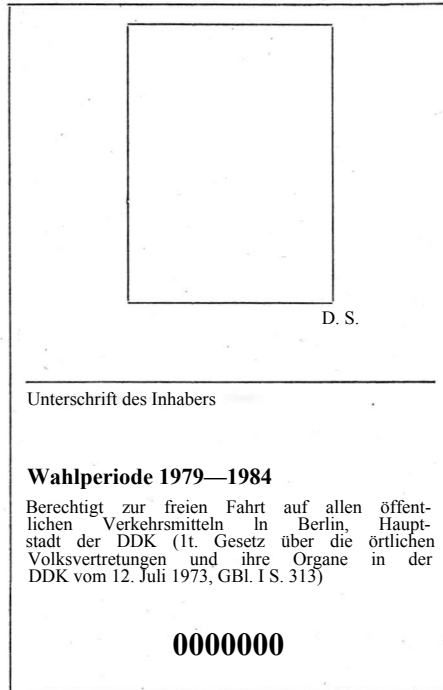 D. S.
Unterschrift des Inhabers
Wahlperiode 1979—1984
Berechtigt zur freien Fahrt auf allen öffent-
lichen Verkehrsmitteln ln Berlin, Haupt-
stadt der DDK (1t. Gesetz über die örtlichen
Volksvertretungen und ihre Organe in der
DDK vom 12. Juli 1973, GBl. I S. 313)
0000000